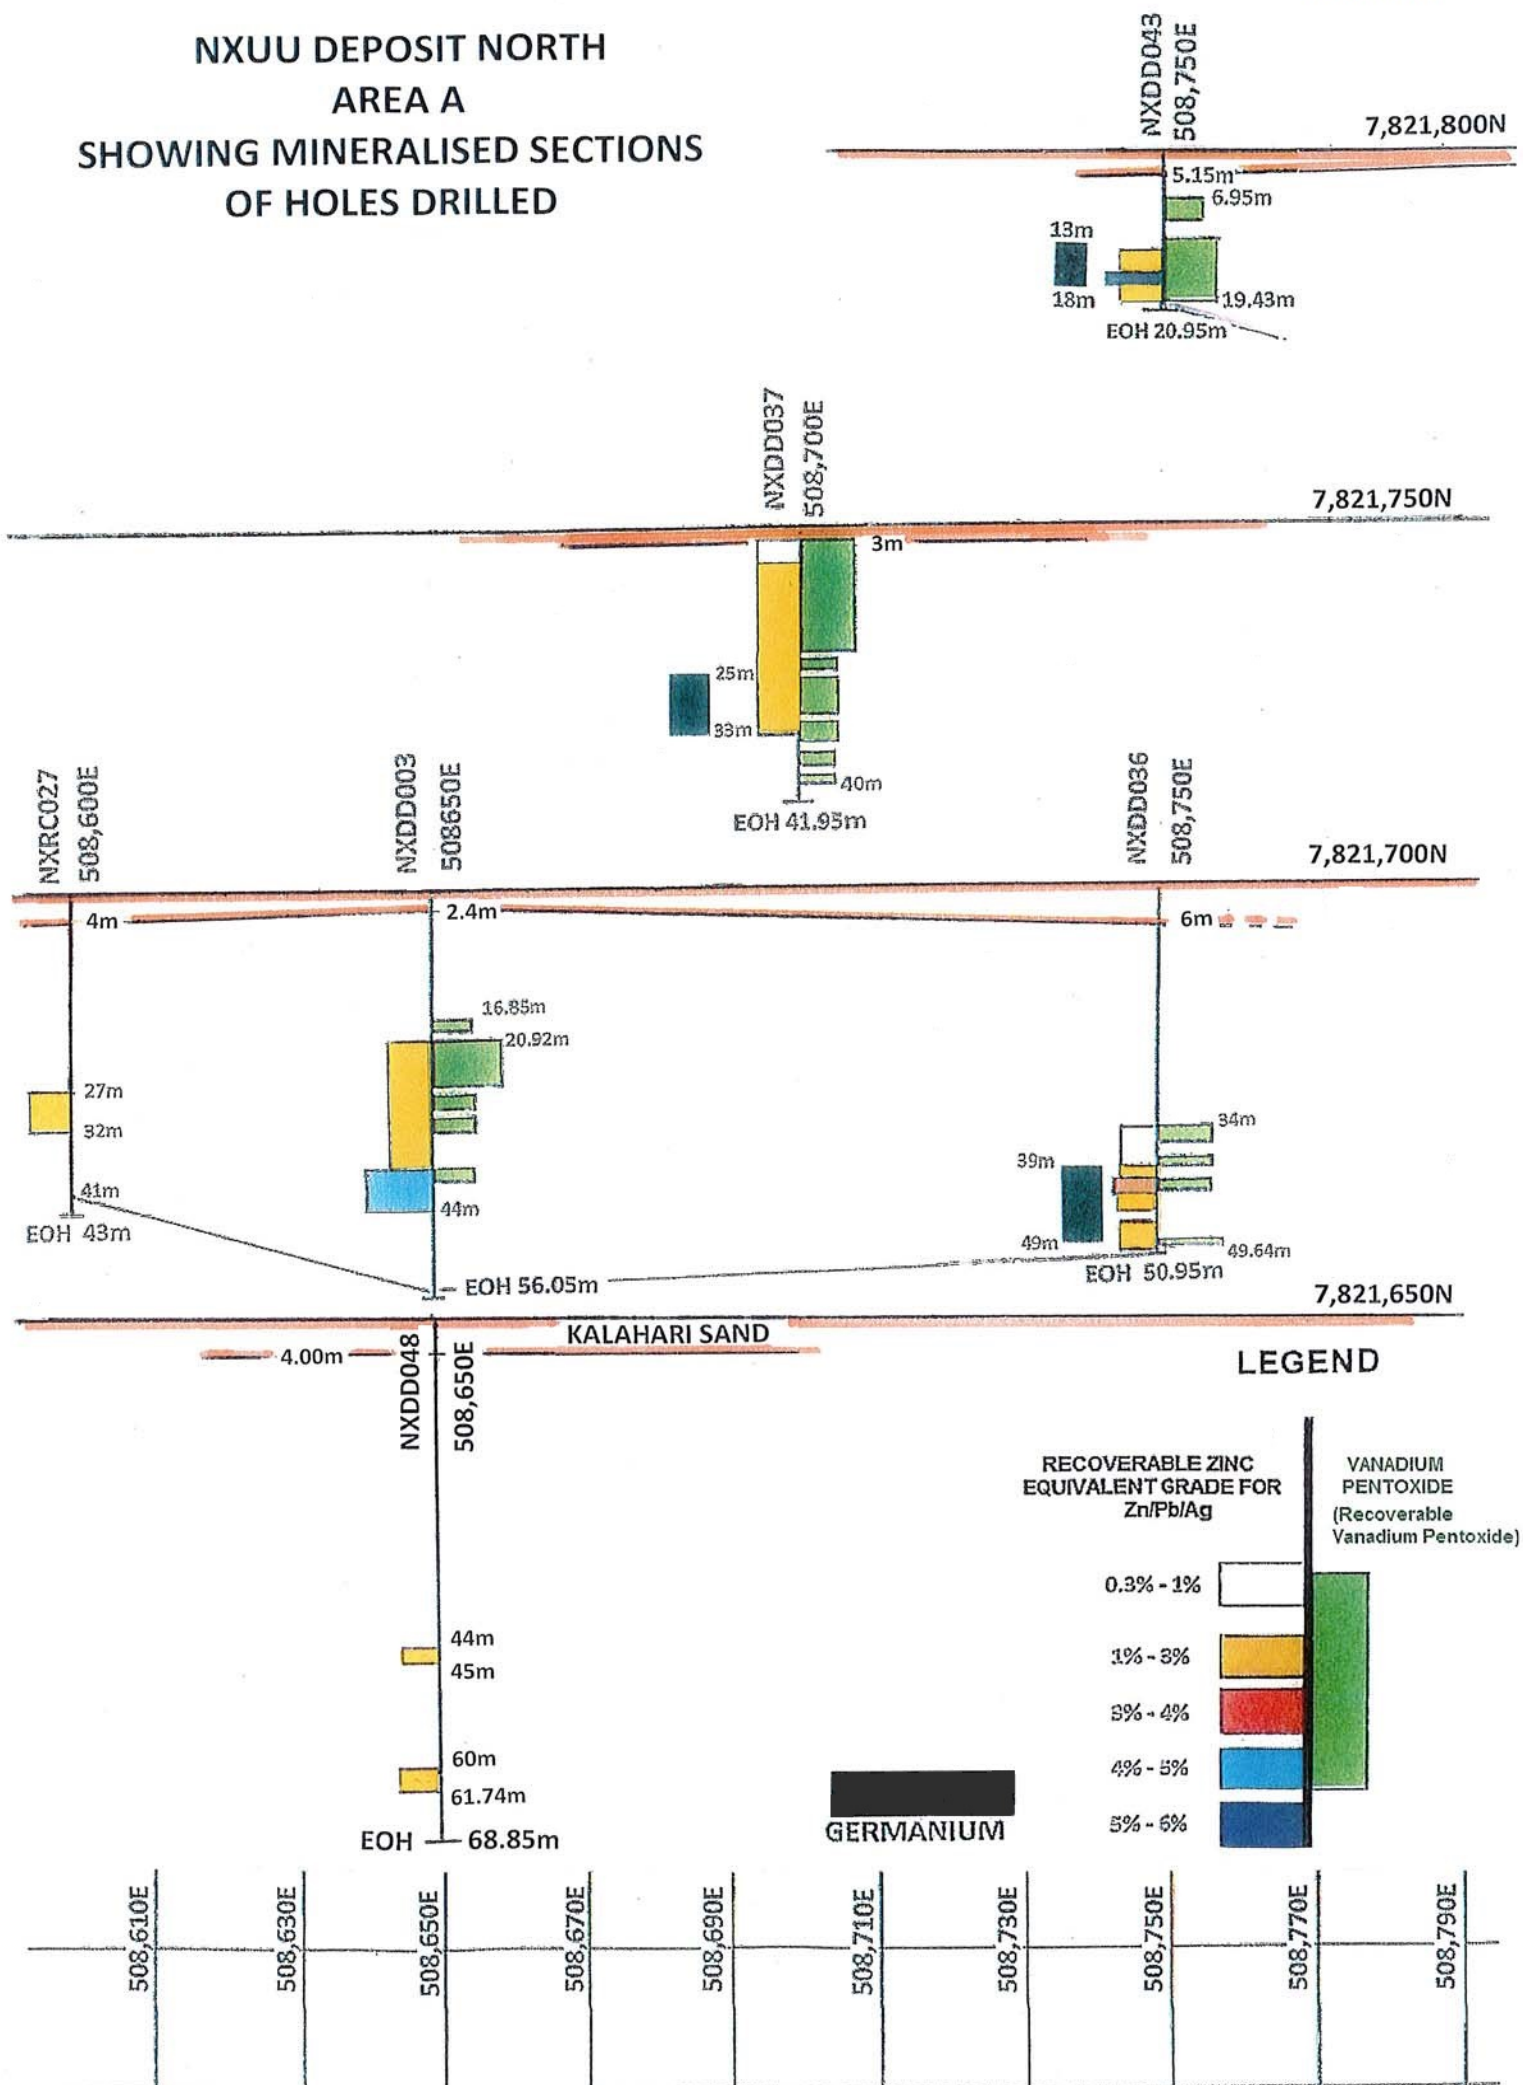 NXUU DEPOSIT NORTH
AREA A
SHOWING MINERALISED SECTIONS
OF HOLES DRILLED
NXDD043
508,750E
7,821,800N
5.15m
6.95m
13m
18m
19.43m
EOH 20.95m
NXDD037
508,700E
7,821,750N
3m
25m
33m
40m
EOH 41.95m
NXRC027
508,600E
NXDD003
508650E
NXDD036
508,750E
7,821,700N
4m
2.4m
6m
16.85m
20.92m
27m
32m
34m
39m
41m
44m
49m
49.64m
EOH 43m
EOH 56.05m
EOH 50.95m
7,821,650N
KALAHARI SAND
4.00m
NXDD048
508,650E
44m
45m
60m
61.74m
EOH 68.85m
LEGEND
RECOVERABLE ZINC
EQUIVALENT GRADE FOR
Zn/Pb/Ag
VANADIUM
PENTOXIDE
(Recoverable
Vanadium Pentoxide)
0.3% - 1%
1% - 3%
3% - 4%
4% - 5%
5% - 6%
GERMANIUM
508,610E
508,630E
508,650E
508,670E
508,690E
508,710E
508,730E
508,750E
508,770E
508,790E